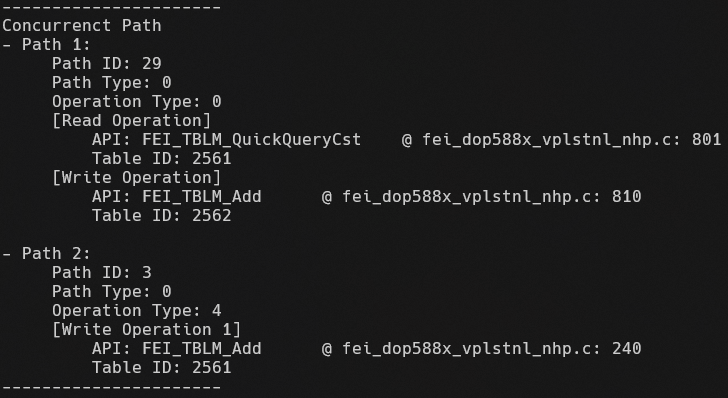 ----------------------
Concurrenct Path
- Path 1:
     Path ID: 29
     Path Type: 0
     Operation Type: 0
     [Read Operation]
         API: FEI_TBLM_QuickQueryCst    @ fei_dop588x_vplstnl_nhp.c: 801
         Table ID: 2561
     [Write Operation]
         API: FEI_TBLM_Add      @ fei_dop588x_vplstnl_nhp.c: 810
         Table ID: 2562

- Path 2:
     Path ID: 3
     Path Type: 0
     Operation Type: 4
     [Write Operation 1]
         API: FEI_TBLM_Add      @ fei_dop588x_vplstnl_nhp.c: 240
         Table ID: 2561
----------------------